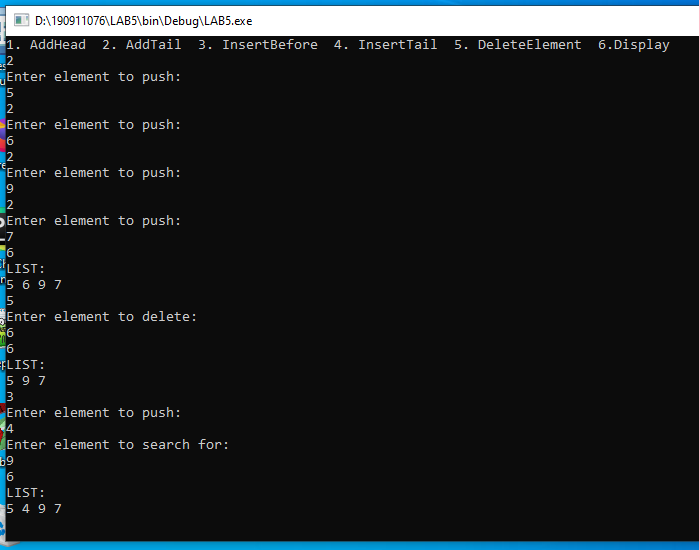 D:\190911076\LAB5\bin\Debug\LAB5.exe
1. AddHead  2. AddTail  3. InsertBefore  4. InsertTail  5. DeleteElement  6.Display
2
Enter element to push:
5
2
Enter element to push:
6
2
Enter element to push:
9
2
Enter element to push:
7
6
LIST:
5 6 9 7
5
Enter element to delete:
6
6
LIST:
5 9 7
3
Enter element to push:
4
Enter element to search for:
9
6
LIST:
5 4 9 7